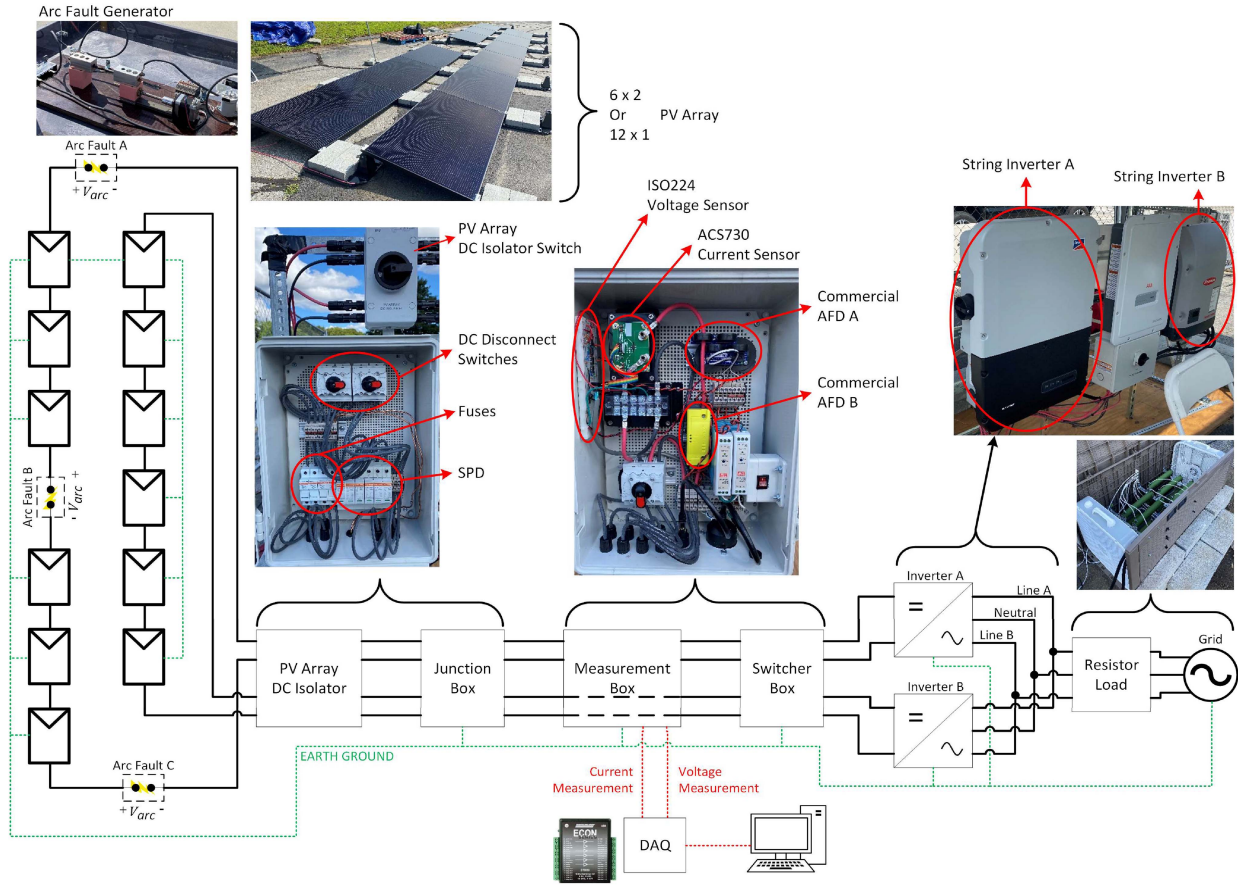 Arc Fault Generator
6 x 2
Or PV Array
12 x 1
Arc Fault A
+ Varc -
String Inverter A
String Inverter B
ISO224
Voltage Sensor
PV Array
DC Isolator Switch
ACS730
Current Sensor
Commercial
AFD A
DC Disconnect
Switches
Commercial
AFD B
Fuses
SPD
Arc Fault B
- Varc +
Inverter A
Line A
Neutral
Line B
Grid
PV Array
DC Isolator
Junction
Box
Measurement
Box
Switcher
Box
Resistor
Load
Inverter B
EARTH GROUND
Arc Fault C
+ Varc -
Current
Measurement
Voltage
Measurement
ECON
DAQ